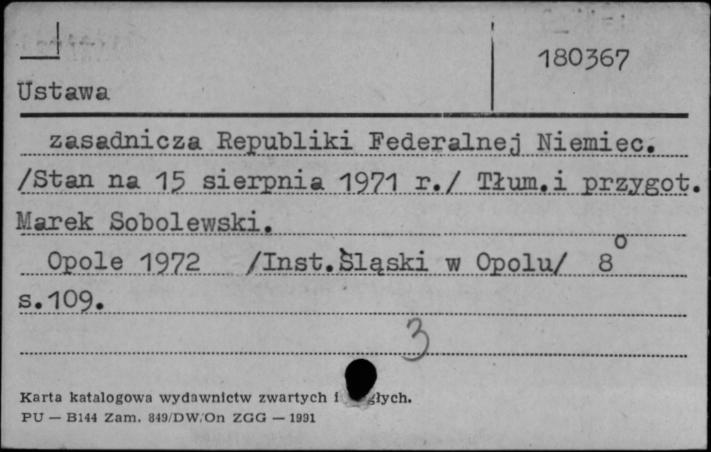 180367
Ustawa
zasadnicza Republiki Federalnej Niemiec.
/Stan na 15 sierpnia 1971 r./ Tłum.i przygot.
Marek Sobolewski.
Opole 1972 /Inst.Śląski w Opolu/ 8°
s.109.
3
Karta katalogowa wydawnictw zwartych i głych.
PU — B144 Zam. 849/DW/On ZGG — 1991